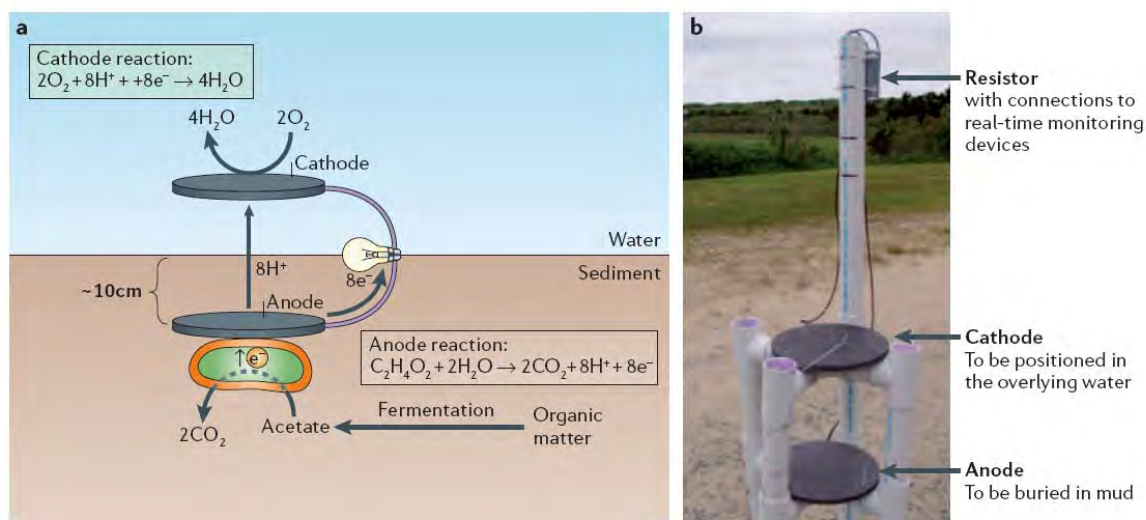 a
Cathode reaction:
2O₂ + 8H⁺ + +8e⁻ → 4H₂O
4H₂O
2O₂
Cathode
Water
Sediment
8H⁺
8e⁻
~10cm
Anode
Anode reaction:
C₂H₄O₂ + 2H₂O → 2CO₂ + 8H⁺ + 8e⁻
↑ e⁻
2CO₂
Acetate
Fermentation
Organic
matter
b
Resistor
with connections to
real-time monitoring
devices
Cathode
To be positioned in
the overlying water
Anode
To be buried in mud